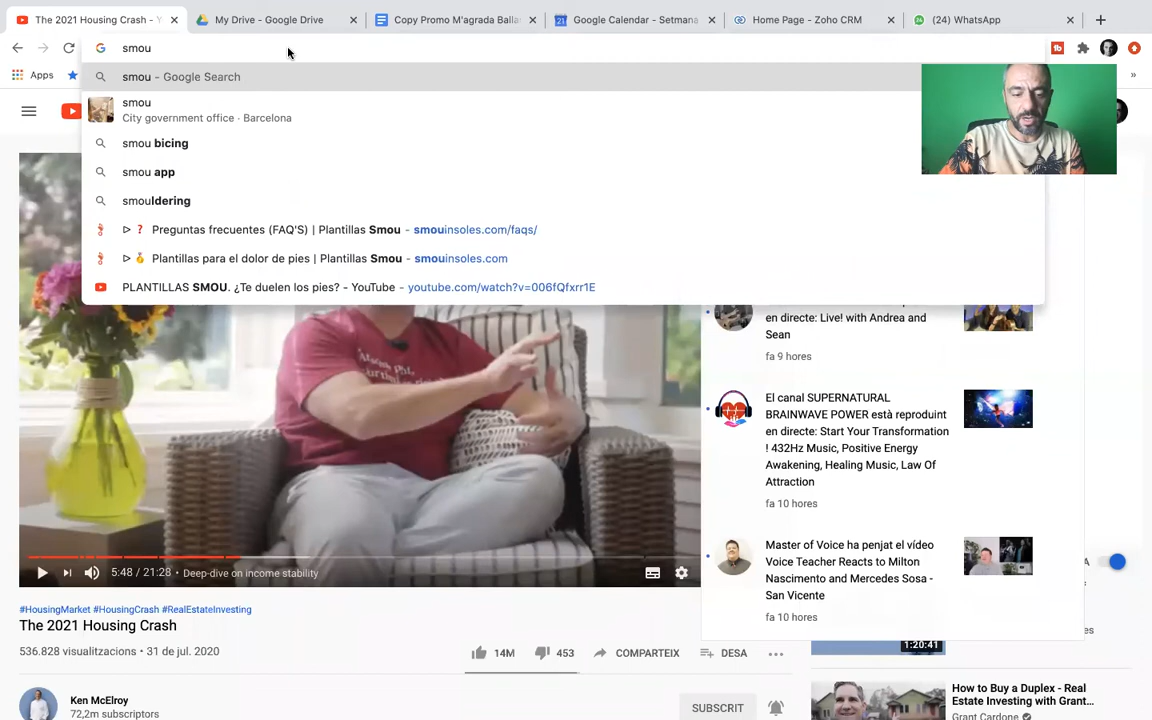 The 2021 Housing Crash - Y
My Drive - Google Drive
Copy Promo M'agrada Balla
Google Calendar - Setmana
Home Page - Zoho CRM
(24) WhatsApp
smou
Apps
»
smou - Google Search
smou
City government office · Barcelona
smou bicing
smou app
smouldering
ᐅ ❓ Preguntas frecuentes (FAQ'S) | Plantillas Smou - smouinsoles.com/faqs/
ᐅ 🥇 Plantillas para el dolor de pies | Plantillas Smou - smouinsoles.com
PLANTILLAS SMOU. ¿Te duelen los pies? - YouTube - youtube.com/watch?v=006fQfxrr1E
en directe: Live! with Andrea and
Sean
fa 9 hores
El canal SUPERNATURAL
BRAINWAVE POWER està reproduint
en directe: Start Your Transformation
! 432Hz Music, Positive Energy
Awakening, Healing Music, Law Of
Attraction
fa 10 hores
Master of Voice ha penjat el vídeo
Voice Teacher Reacts to Milton
Nascimento and Mercedes Sosa -
San Vicente
fa 10 hores
5:48 / 21:28 • Deep-dive on income stability
#HousingMarket #HousingCrash #RealEstateInvesting
The 2021 Housing Crash
536.828 visualitzacions • 31 de jul. 2020
14M
453
COMPARTEIX
DESA
Ken McElroy
72,2m subscriptors
SUBSCRIT
1:20:41
How to Buy a Duplex - Real
Estate Investing with Grant...
Grant Cardone